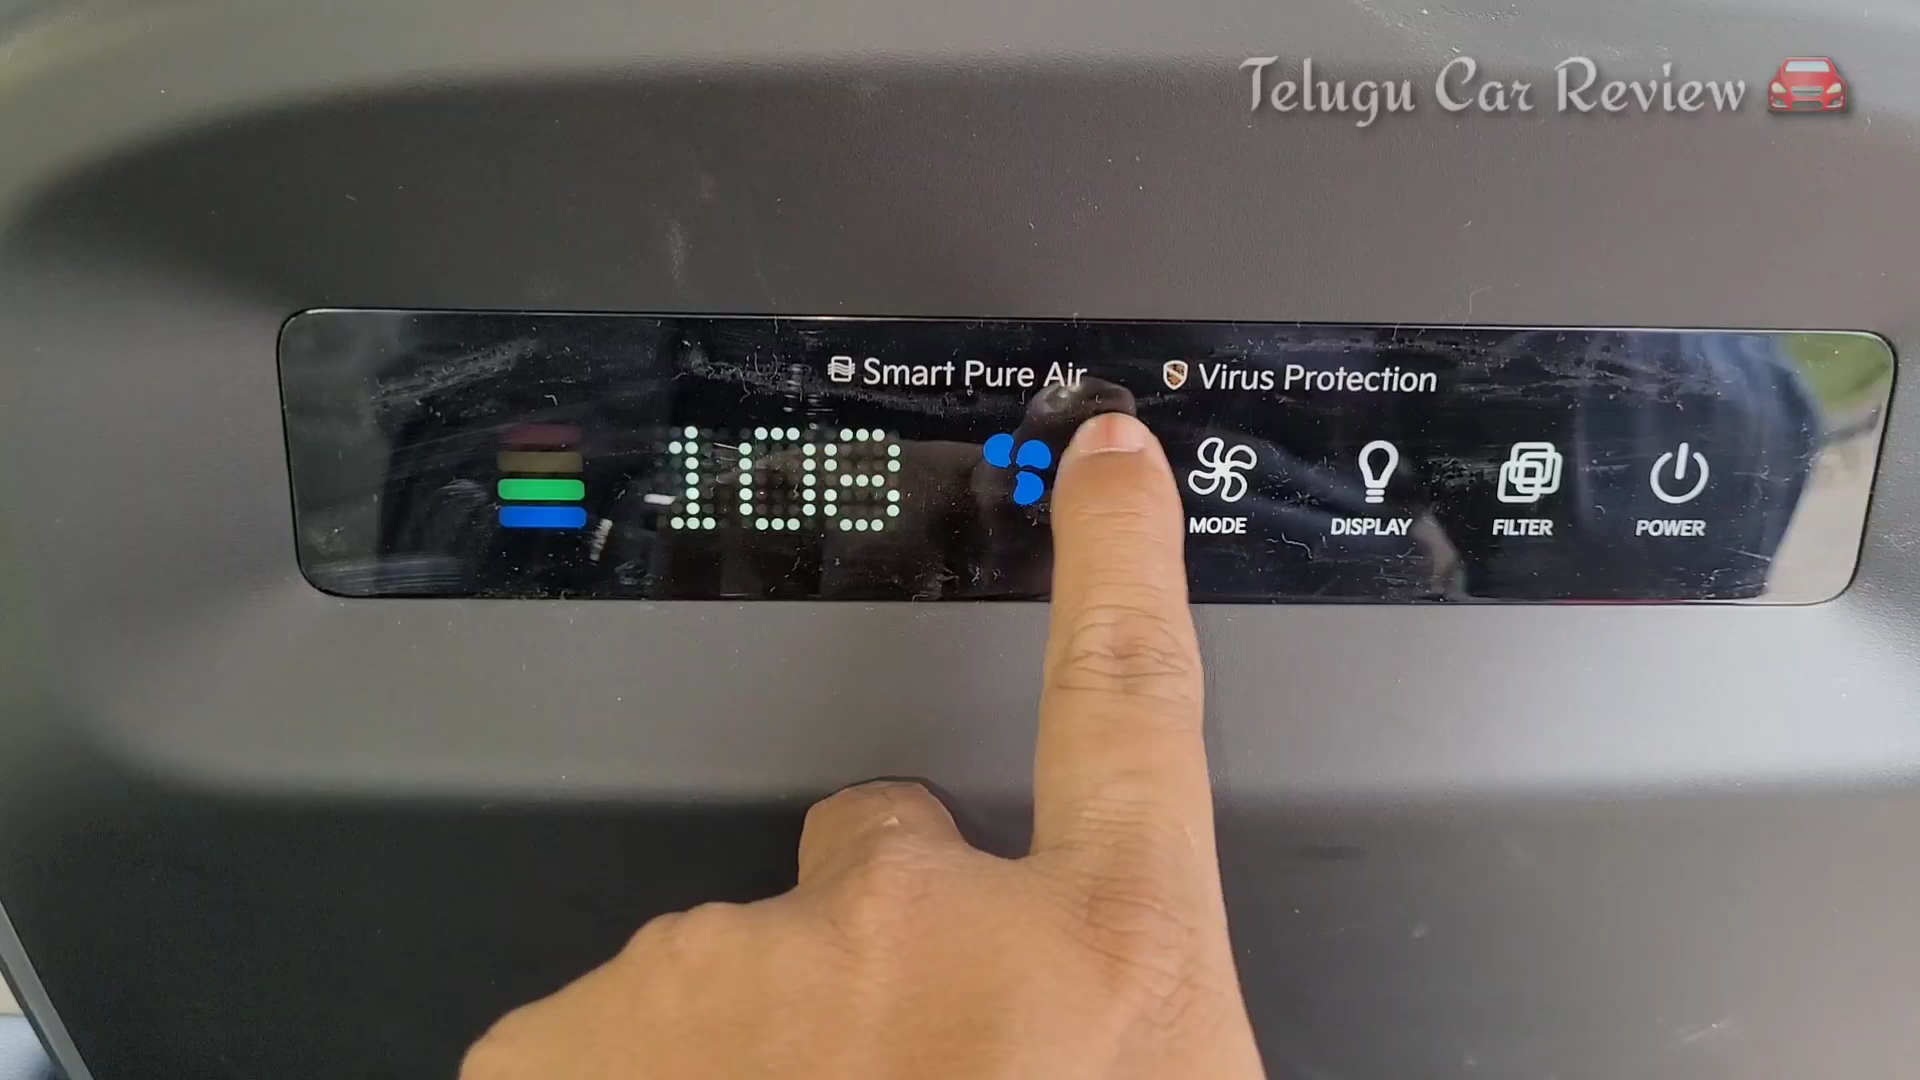 Telugu Car Review
Smart Pure Air
Virus Protection
108
MODE
DISPLAY
FILTER
POWER